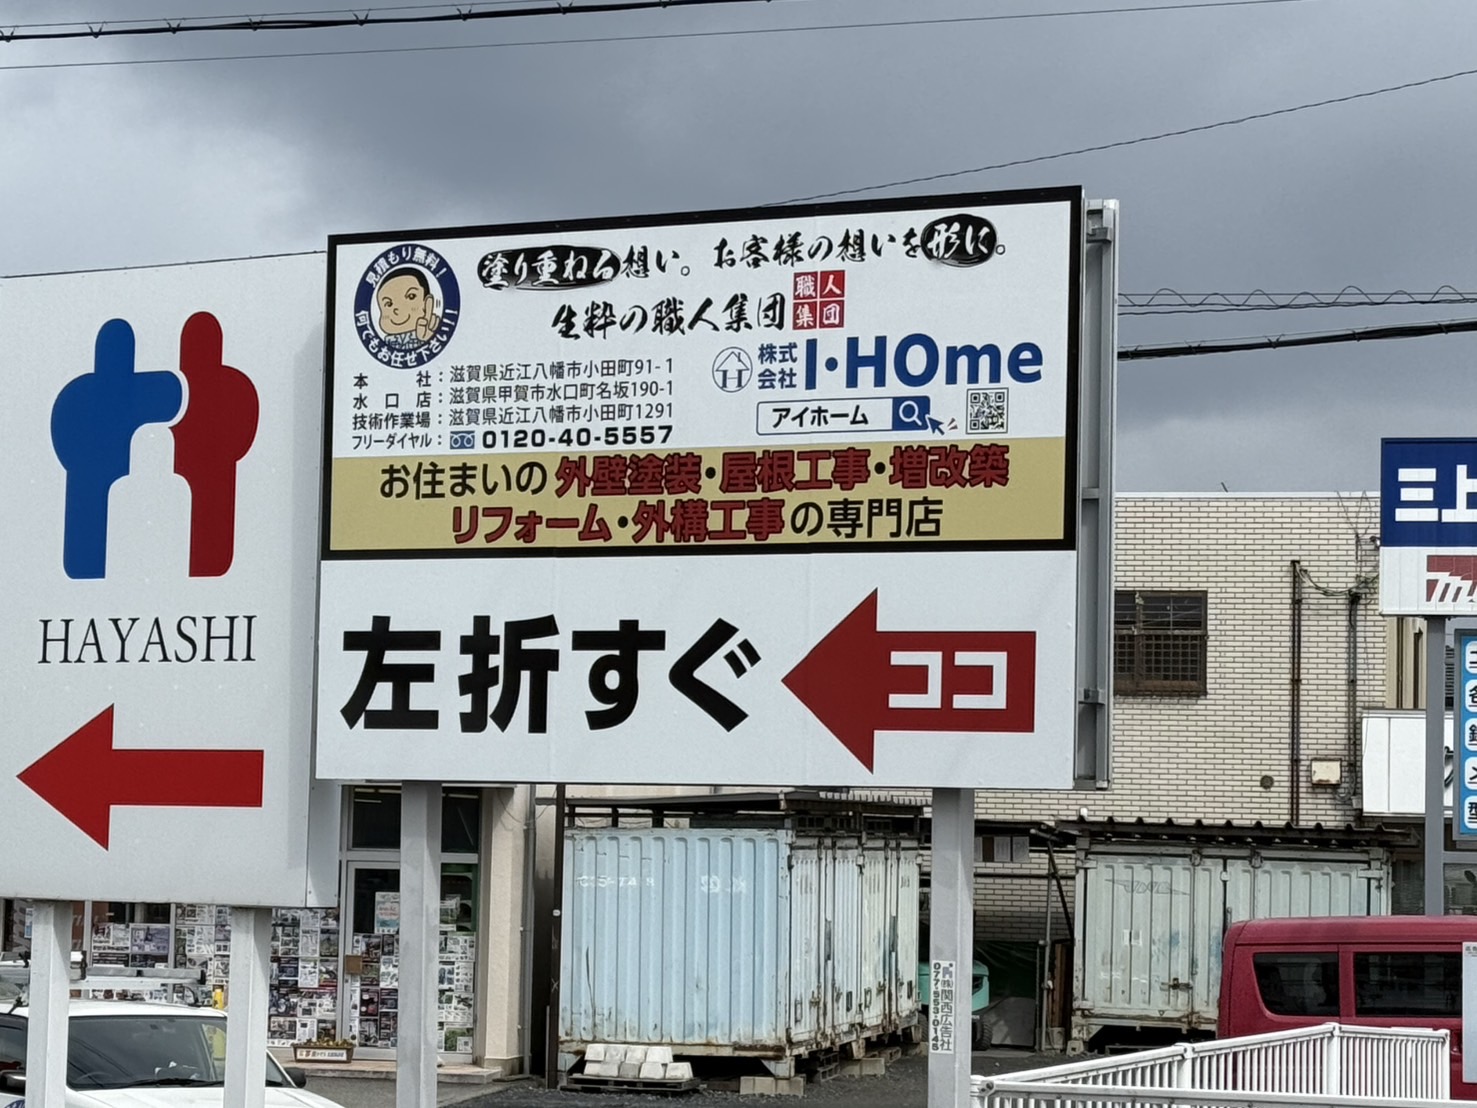 見積もり無料！
何でもお任せ下さい！！
塗り重ねる想い。お客様の想いを形に。
生粋の職人集団
職人
集団
株式
会社 I・HOme
アイホーム
本社：滋賀県近江八幡市小田町91-1
水口店：滋賀県甲賀市水口町名坂190-1
技術作業場：滋賀県近江八幡市小田町1291
フリーダイヤル：0120-40-5557
お住まいの外壁塗装・屋根工事・増改築
リフォーム・外構工事の専門店
左折すぐ
ココ
HAYASHI
三上
㈱関西広告社
077-553-0145